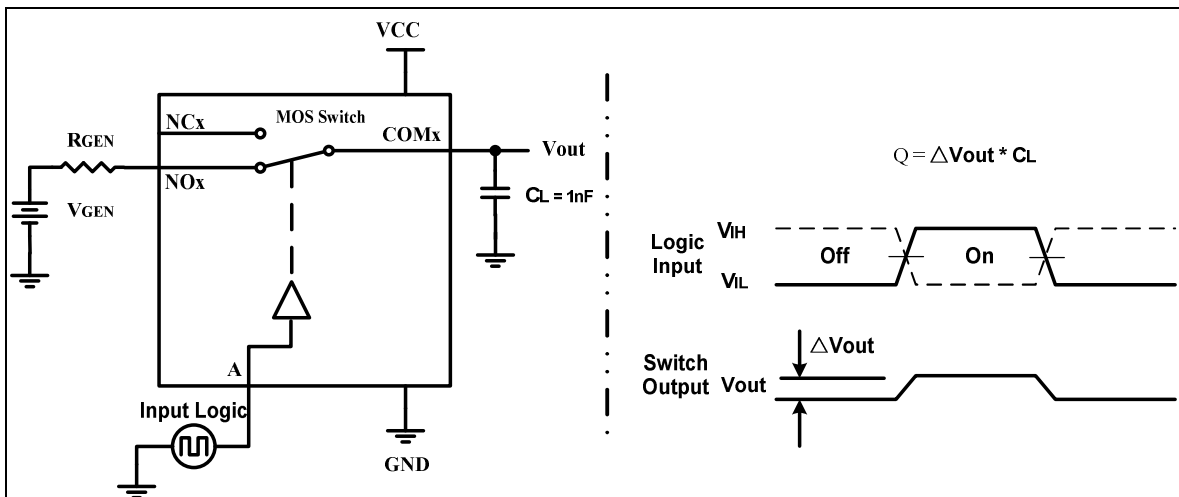 VCC
NCx
MOS Switch
COMx
Vout
RGEN
NOx
VGEN
CL = 1nF
A
Input Logic
GND
Q = △Vout * CL
Logic
Input
VIH
VIL
Off
On
△Vout
Switch
Output
Vout